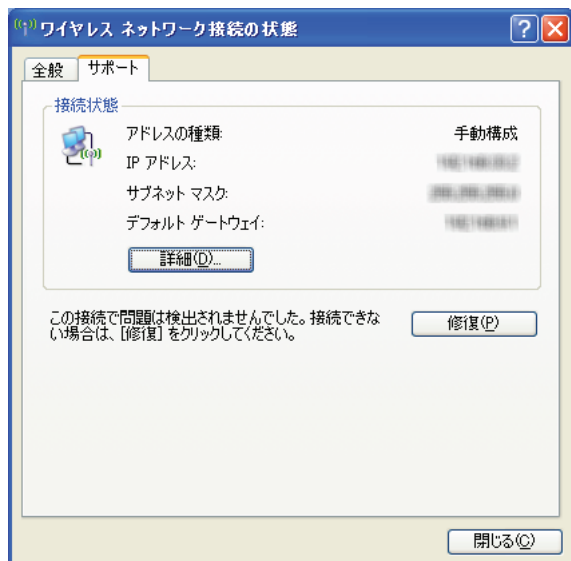 ワイヤレス ネットワーク接続の状態
全般
サポート
接続状態
アドレスの種類:
手動構成
IP アドレス:
サブネット マスク:
デフォルト ゲートウェイ:
詳細(D)...
この接続で問題は検出されませんでした。接続できな
い場合は、[修復] をクリックしてください。
修復(P)
閉じる(C)